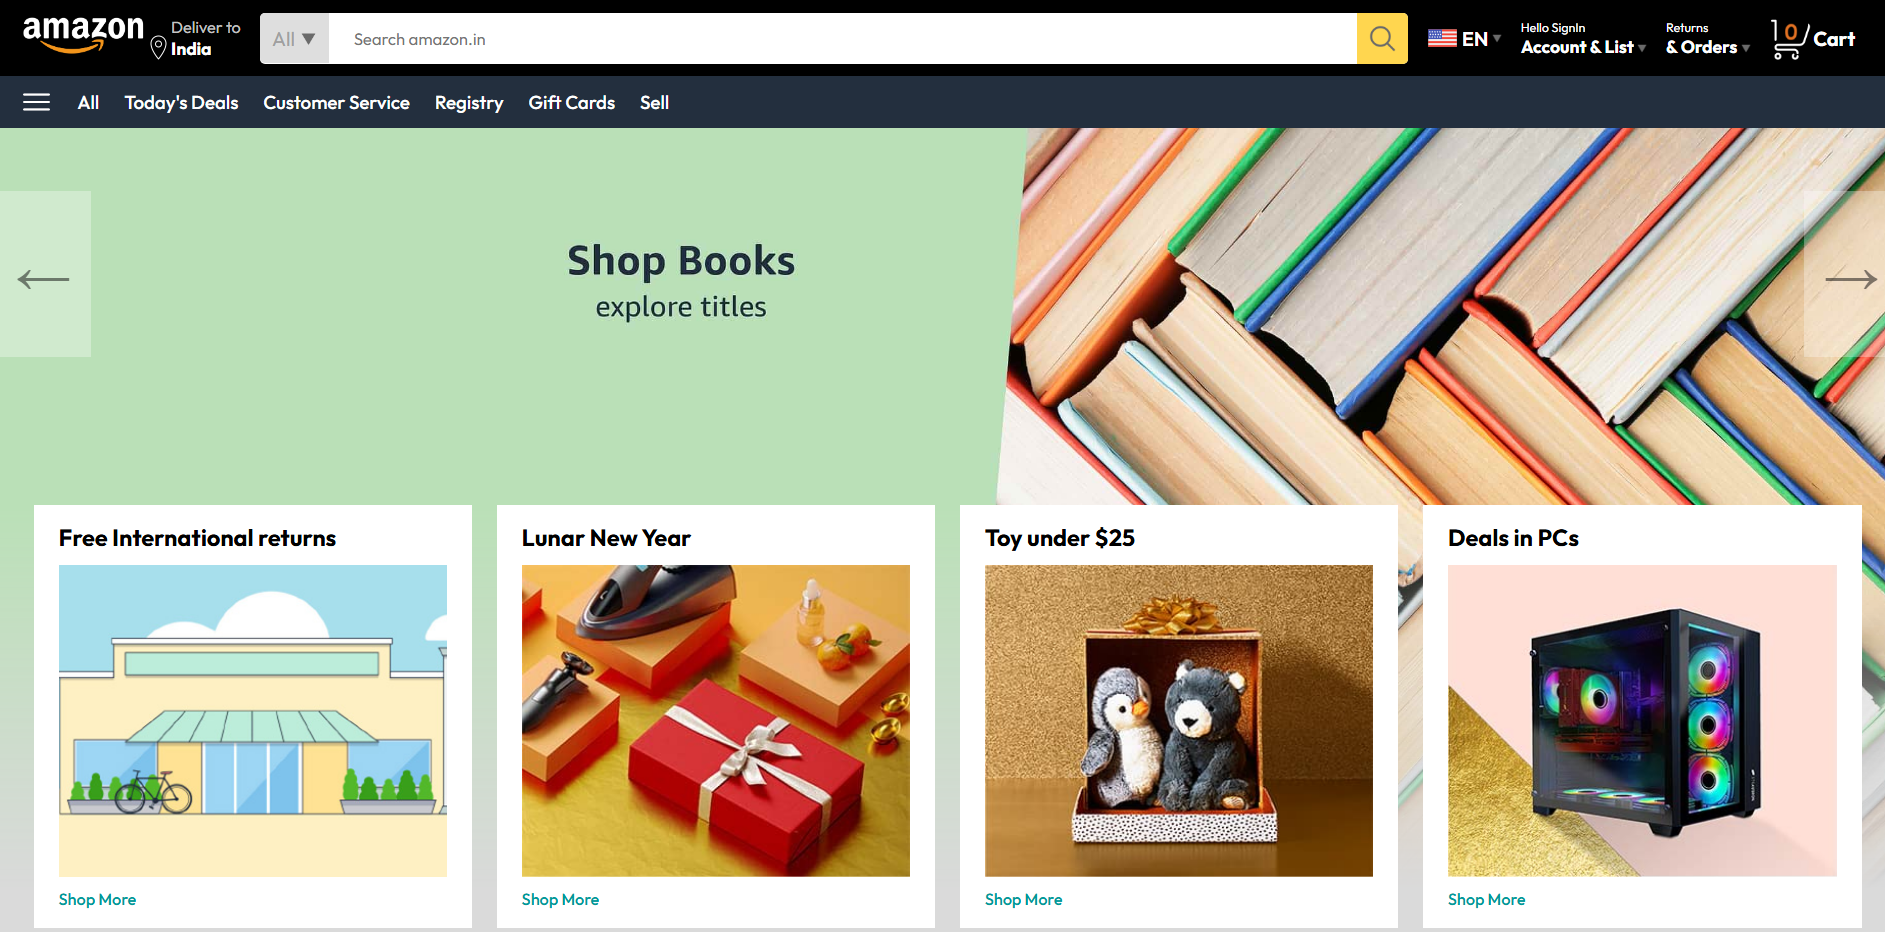 amazon
Deliver to
India
All
Search amazon.in
EN
Hello SignIn
Account & List
Returns
& Orders
0
Cart
All
Today's Deals
Customer Service
Registry
Gift Cards
Sell
Shop Books
explore titles
Free International returns
Lunar New Year
Toy under $25
Deals in PCs
Shop More
Shop More
Shop More
Shop More